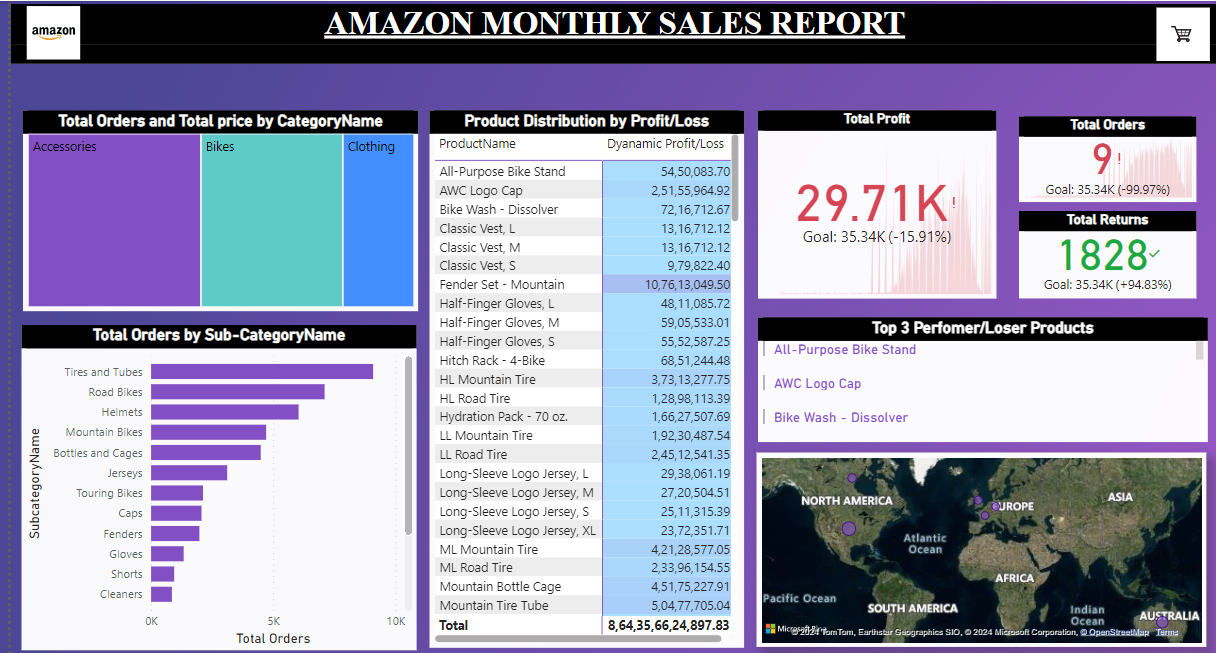 amazon
AMAZON MONTHLY SALES REPORT
Total Orders and Total price by CategoryName
Accessories
Bikes
Clothing
Total Orders by Sub-CategoryName
SubcategoryName
Tires and Tubes
Road Bikes
Helmets
Mountain Bikes
Bottles and Cages
Jerseys
Touring Bikes
Caps
Fenders
Gloves
Shorts
Cleaners
0K 5K 10K
Total Orders
Product Distribution by Profit/Loss
ProductName Dyanamic Profit/Loss
All-Purpose Bike Stand 54,50,083.70
AWC Logo Cap 2,51,55,964.92
Bike Wash - Dissolver 72,16,712.67
Classic Vest, L 13,16,712.12
Classic Vest, M 13,16,712.12
Classic Vest, S 9,79,822.40
Fender Set - Mountain 10,76,13,049.50
Half-Finger Gloves, L 48,11,085.72
Half-Finger Gloves, M 59,05,533.01
Half-Finger Gloves, S 55,52,587.25
Hitch Rack - 4-Bike 68,51,244.48
HL Mountain Tire 3,73,13,277.75
HL Road Tire 1,28,98,113.39
Hydration Pack - 70 oz. 1,66,27,507.69
LL Mountain Tire 1,92,30,487.54
LL Road Tire 2,45,12,541.35
Long-Sleeve Logo Jersey, L 29,38,061.19
Long-Sleeve Logo Jersey, M 27,20,504.51
Long-Sleeve Logo Jersey, S 25,11,315.39
Long-Sleeve Logo Jersey, XL 23,72,351.71
ML Mountain Tire 4,21,28,577.05
ML Road Tire 2,33,96,154.55
Mountain Bottle Cage 4,51,75,227.91
Mountain Tire Tube 5,04,77,705.04
Total 8,64,35,66,24,897.83
Total Profit
29.71K!
Goal: 35.34K (-15.91%)
Total Orders
9!
Goal: 35.34K (-99.97%)
Total Returns
1828
Goal: 35.34K (+94.83%)
Top 3 Perfomer/Loser Products
All-Purpose Bike Stand
AWC Logo Cap
Bike Wash - Dissolver
NORTH AMERICA
EUROPE
ASIA
Atlantic
Ocean
AFRICA
Pacific Ocean
SOUTH AMERICA
Indian
Ocean
AUSTRALIA
Microsoft Bing
© 2024 TomTom, Earthstar Geographics SIO, © 2024 Microsoft Corporation, © OpenStreetMap Terms